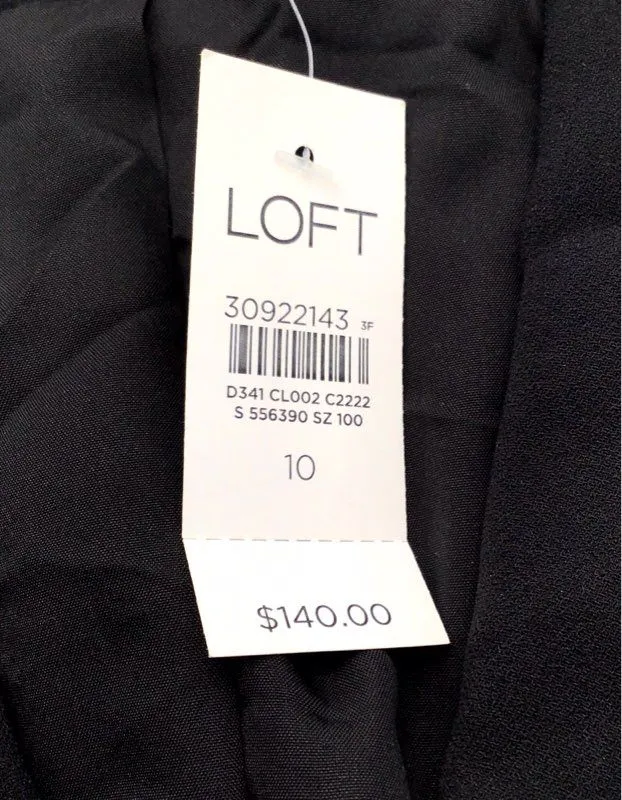 LOFT
30922143 3F
D341 CL002 C2222
S 556390 SZ 100
10
$140.00